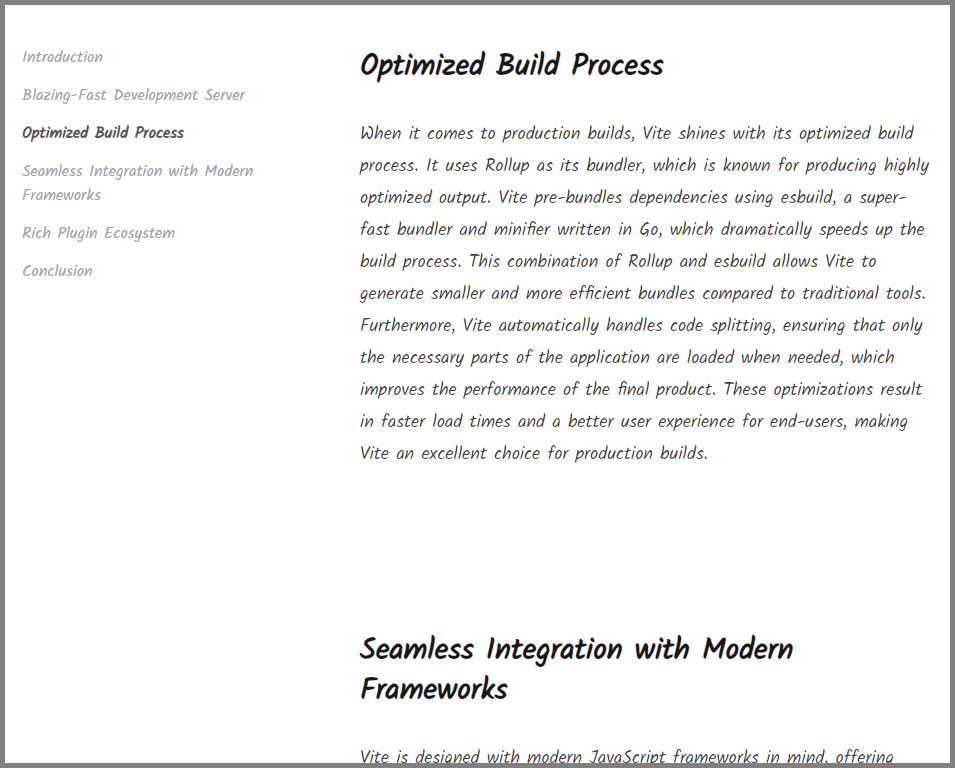 Introduction
Blazing-Fast Development Server
Optimized Build Process
Seamless Integration with Modern
Frameworks
Rich Plugin Ecosystem
Conclusion
Optimized Build Process
When it comes to production builds, Vite shines with its optimized build
process. It uses Rollup as its bundler, which is known for producing highly
optimized output. Vite pre-bundles dependencies using esbuild, a super-
fast bundler and minifier written in Go, which dramatically speeds up the
build process. This combination of Rollup and esbuild allows Vite to
generate smaller and more efficient bundles compared to traditional tools.
Furthermore, Vite automatically handles code splitting, ensuring that only
the necessary parts of the application are loaded when needed, which
improves the performance of the final product. These optimizations result
in faster load times and a better user experience for end-users, making
Vite an excellent choice for production builds.
Seamless Integration with Modern
Frameworks
Vite is designed with modern JavaScript frameworks in mind, offering